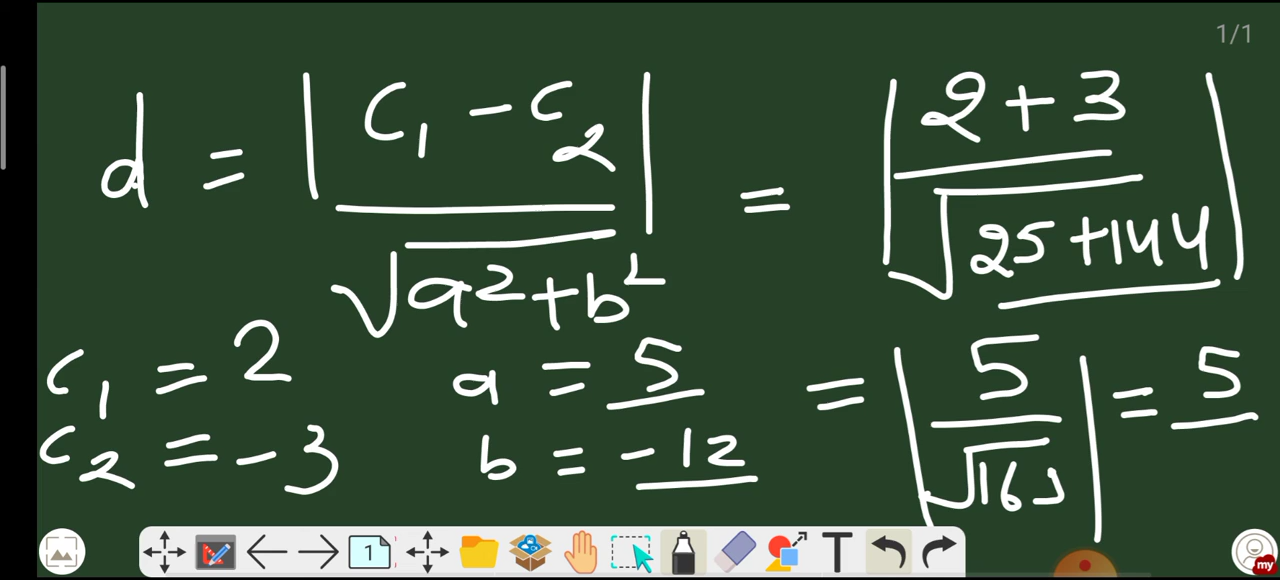 1/1
d = |c₁ - c₂ / √a² + b²| = |2 + 3 / √25 + 144|
c₁ = 2 a = 5 = |5 / √169| = 5
c₂ = -3 b = -12
1 T my